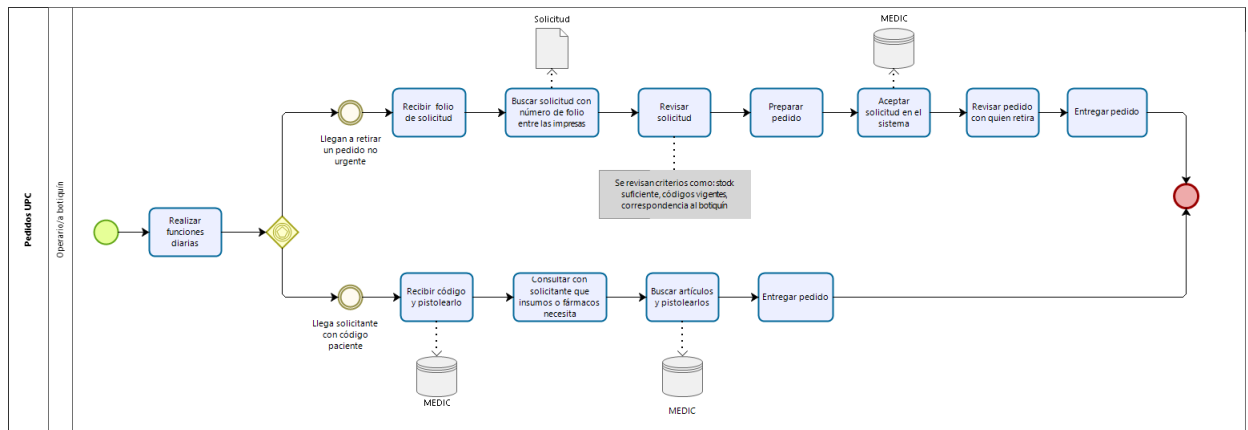 Pedidos UPC
Operario/a botiquín
Realizar
funciones
diarias
Llegan a retirar
un pedido no
urgente
Recibir folio
de solicitud
Solicitud
Buscar solicitud con
número de folio
entre las impresas
Revisar
solicitud
Se revisan criterios como: stock
suficiente, códigos vigentes,
correspondencia al botiquín
Preparar
pedido
MEDIC
Aceptar
solicitud en el
sistema
Revisar pedido
con quien retira
Entregar pedido
Llega solicitante
con código
paciente
Recibir código
y pistolearlo
MEDIC
Consultar con
solicitante que
insumos o fármacos
necesita
Buscar artículos
y pistolearlos
MEDIC
Entregar pedido